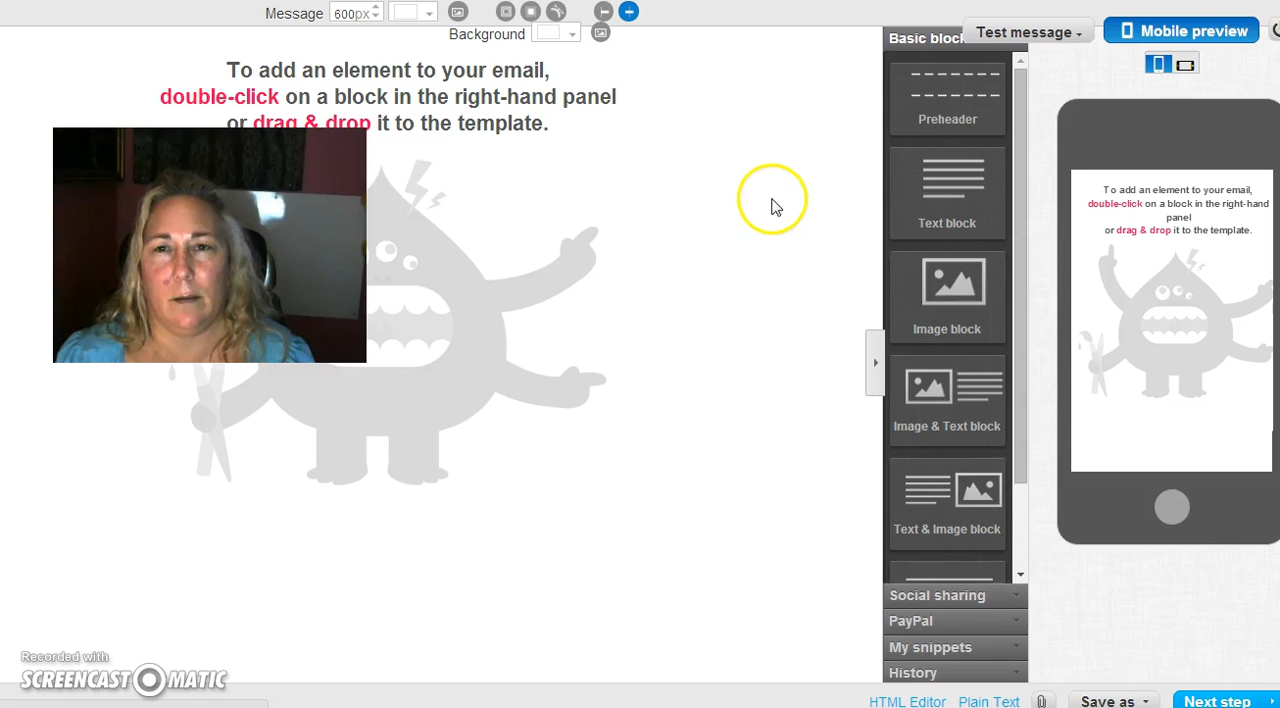 Message 600px
Background
Basic block
Test message
Mobile preview
To add an element to your email,
double-click on a block in the right-hand panel
or drag & drop it to the template.
Preheader
Text block
Image block
Image & Text block
Text & Image block
Social sharing
PayPal
My snippets
History
To add an element to your email,
double-click on a block in the right-hand
panel
or drag & drop it to the template.
Recorded with
SCREENCAST O MATIC
HTML Editor Plain Text Save as Next step